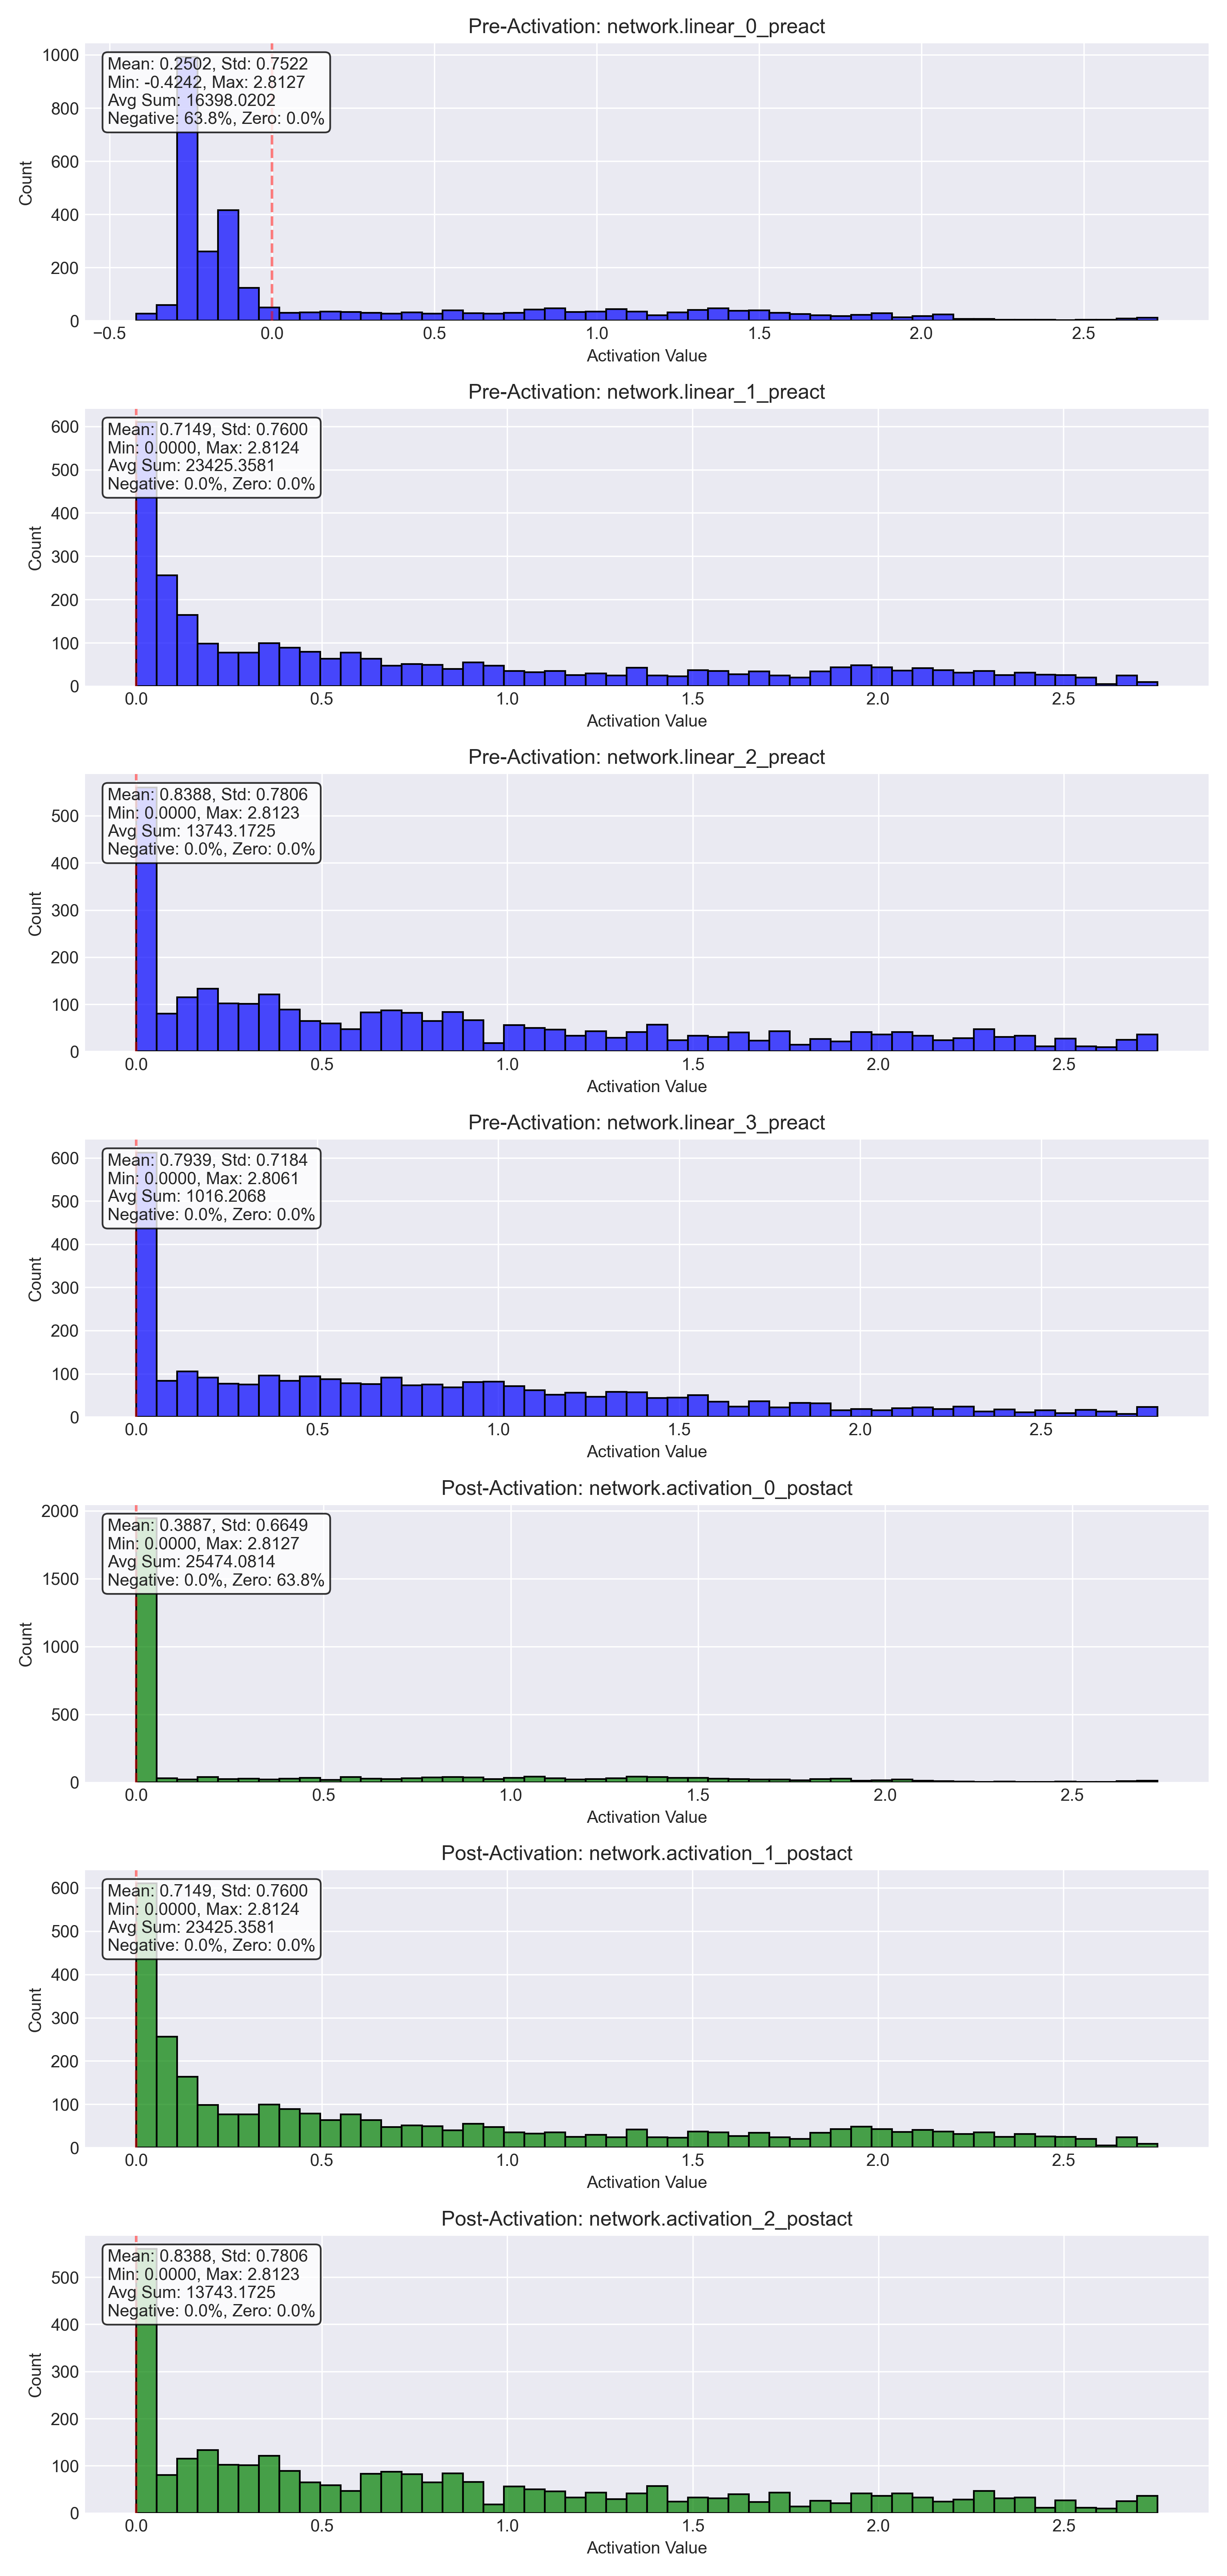 Pre-Activation: network.linear_0_preact
1000
800
600
400
200
0
Count
Mean: 0.2502, Std: 0.7522
Min: -0.4242, Max: 2.8127
Avg Sum: 16398.0202
Negative: 63.8%, Zero: 0.0%
−0.5 0.0 0.5 1.0 1.5 2.0 2.5
Activation Value
Pre-Activation: network.linear_1_preact
600
500
400
300
200
100
0
Count
Mean: 0.7149, Std: 0.7600
Min: 0.0000, Max: 2.8124
Avg Sum: 23425.3581
Negative: 0.0%, Zero: 0.0%
0.0 0.5 1.0 1.5 2.0 2.5
Activation Value
Pre-Activation: network.linear_2_preact
500
400
300
200
100
0
Count
Mean: 0.8388, Std: 0.7806
Min: 0.0000, Max: 2.8123
Avg Sum: 13743.1725
Negative: 0.0%, Zero: 0.0%
0.0 0.5 1.0 1.5 2.0 2.5
Activation Value
Pre-Activation: network.linear_3_preact
600
500
400
300
200
100
0
Count
Mean: 0.7939, Std: 0.7184
Min: 0.0000, Max: 2.8061
Avg Sum: 1016.2068
Negative: 0.0%, Zero: 0.0%
0.0 0.5 1.0 1.5 2.0 2.5
Activation Value
Post-Activation: network.activation_0_postact
2000
1500
1000
500
0
Count
Mean: 0.3887, Std: 0.6649
Min: 0.0000, Max: 2.8127
Avg Sum: 25474.0814
Negative: 0.0%, Zero: 63.8%
0.0 0.5 1.0 1.5 2.0 2.5
Activation Value
Post-Activation: network.activation_1_postact
600
500
400
300
200
100
0
Count
Mean: 0.7149, Std: 0.7600
Min: 0.0000, Max: 2.8124
Avg Sum: 23425.3581
Negative: 0.0%, Zero: 0.0%
0.0 0.5 1.0 1.5 2.0 2.5
Activation Value
Post-Activation: network.activation_2_postact
500
400
300
200
100
0
Count
Mean: 0.8388, Std: 0.7806
Min: 0.0000, Max: 2.8123
Avg Sum: 13743.1725
Negative: 0.0%, Zero: 0.0%
0.0 0.5 1.0 1.5 2.0 2.5
Activation Value